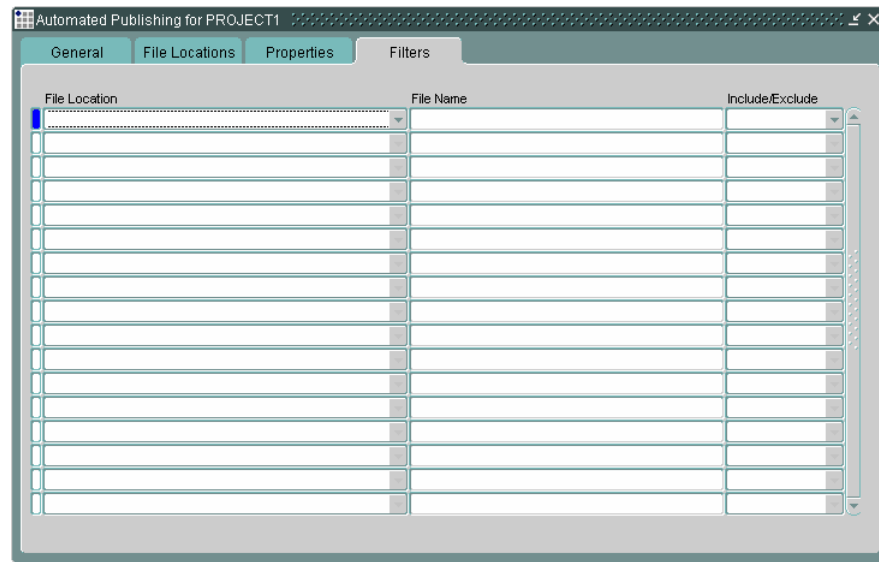 Automated Publishing for PROJECT1
General File Locations Properties Filters
File Location File Name Include/Exclude